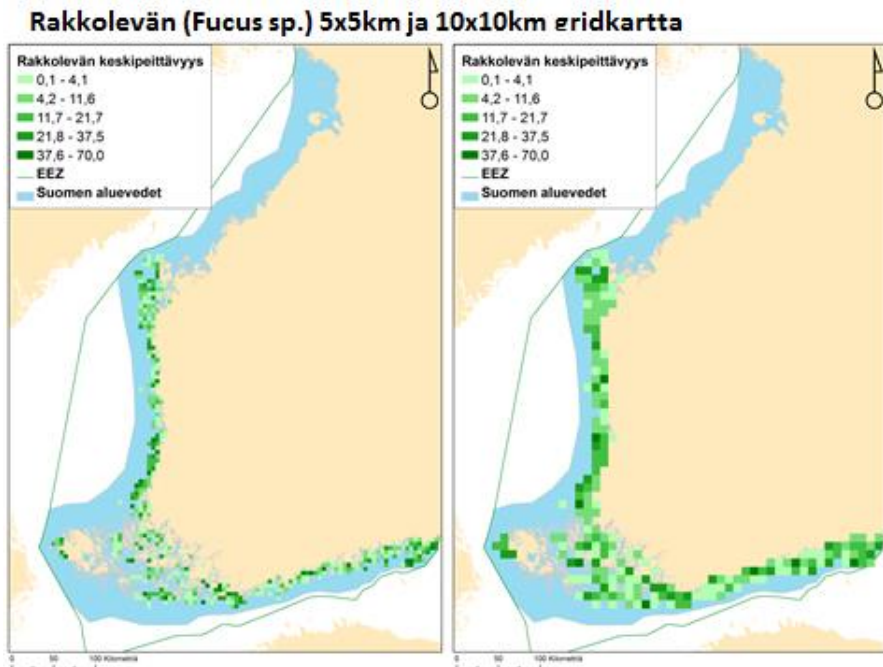 Rakkolevän (Fucus sp.) 5x5km ja 10x10km gridkartta
Rakkolevän keskipeittävyys
0,1 - 4,1
4,2 - 11,6
11,7 - 21,7
21,8 - 37,5
37,6 - 70,0
EEZ
Suomen aluevedet
0 50 100 Kilometriä
Rakkolevän keskipeittävyys
0,1 - 4,1
4,2 - 11,6
11,7 - 21,7
21,8 - 37,5
37,6 - 70,0
EEZ
Suomen aluevedet
0 50 100 Kilometriä